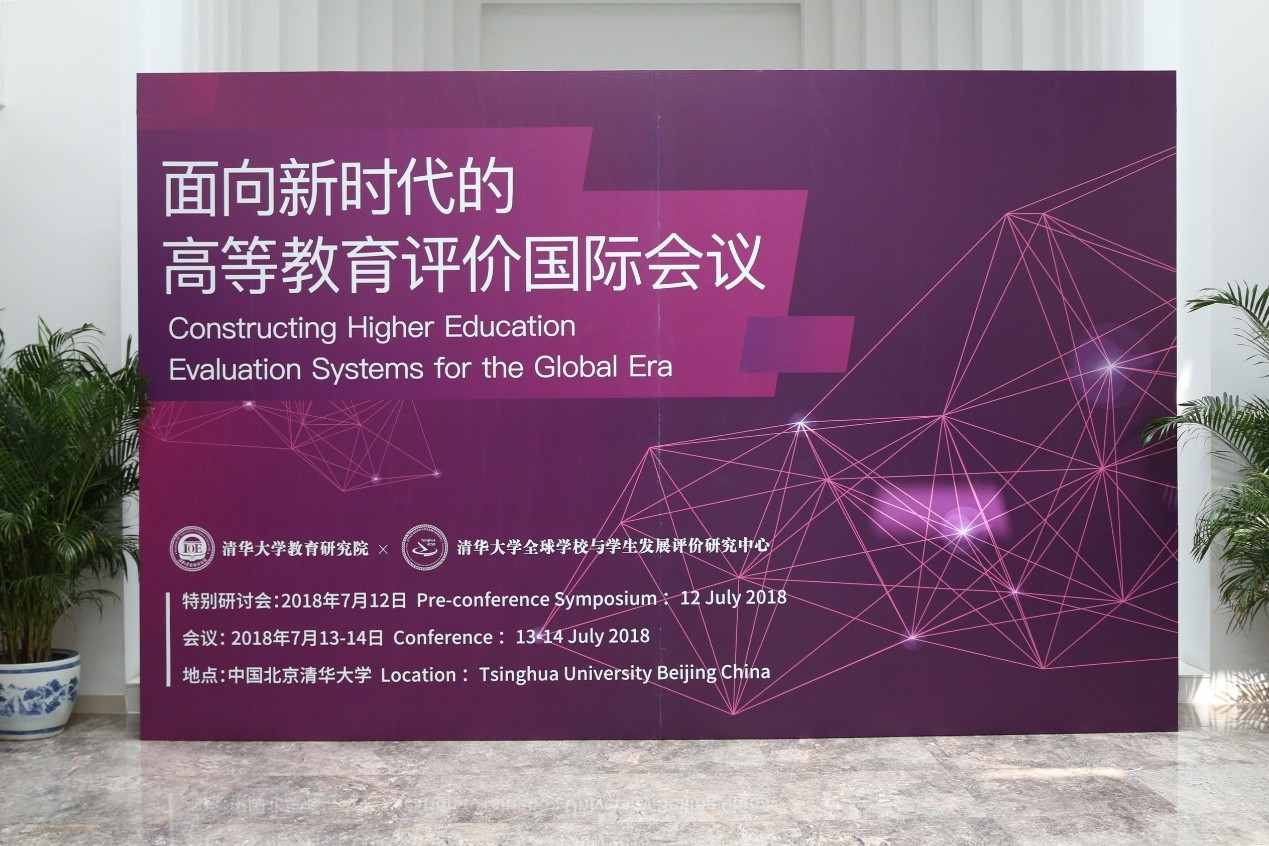 面向新时代的
高等教育评价国际会议
Constructing Higher Education
Evaluation Systems for the Global Era
IOE 清华大学教育研究院 × 清华大学全球学校与学生发展评价研究中心
特别研讨会：2018年7月12日 Pre-conference Symposium： 12 July 2018
会议： 2018年7月13-14日 Conference： 13-14 July 2018
地点：中国北京清华大学 Location： Tsinghua University Beijing China